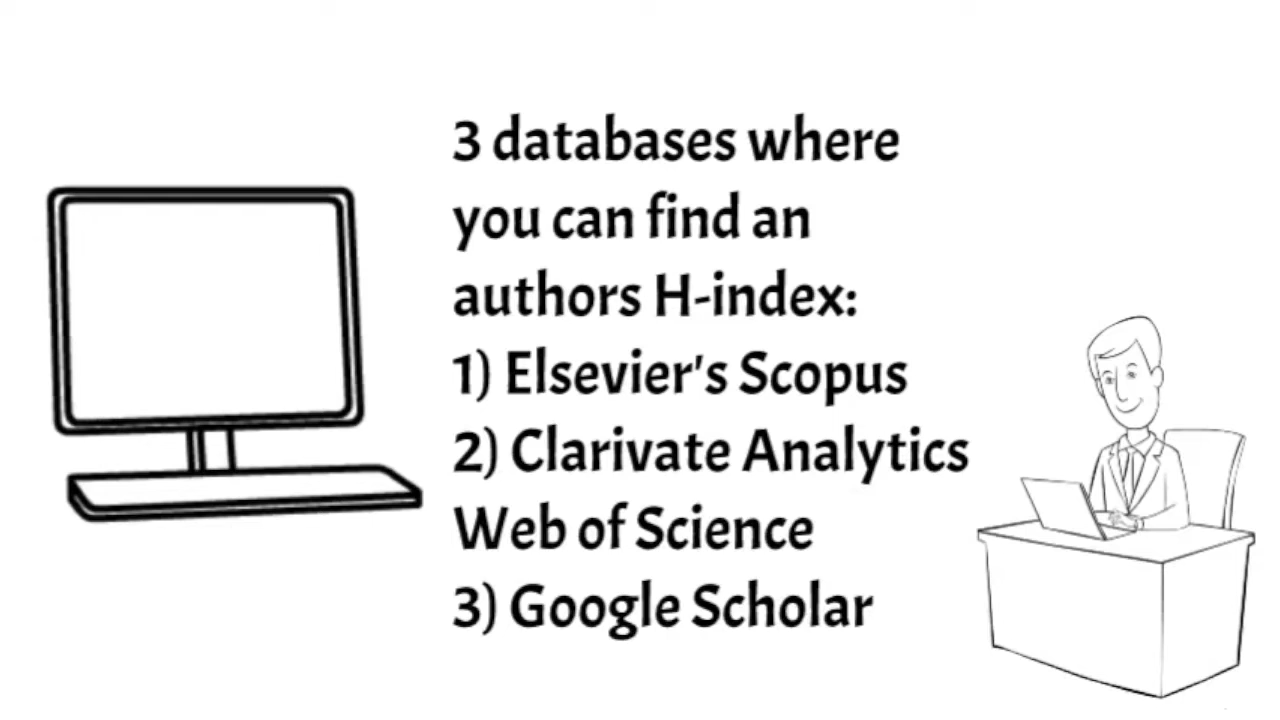 3 databases where
you can find an
authors H-index:
1) Elsevier's Scopus
2) Clarivate Analytics
Web of Science
3) Google Scholar